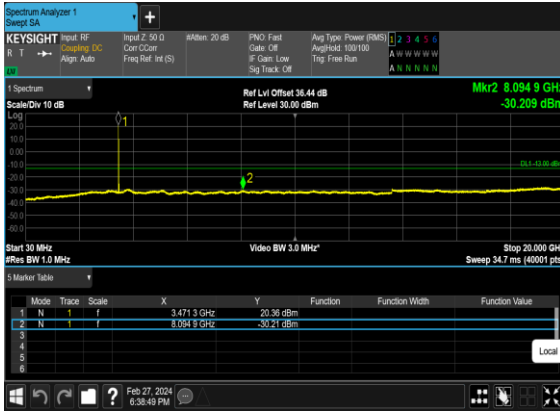 Spectrum Analyzer 1
Swept SA
+
KEYSIGHT Input: RF Input Z: 50 Ω #Atten: 20 dB PNO: Fast Avg Type: Power (RMS) 1 2 3 4 5 6
R T Coupling: DC Corr CCorr Gate: Off Avg|Hold: 100/100 A W W W W W
Align: Auto Freq Ref: Int (S) IF Gain: Low Trig: Free Run
Sig Track: Off A N N N N N
1 Spectrum
Ref Lvl Offset 36.44 dB Mkr2 8.094 9 GHz
Scale/Div 10 dB Ref Level 30.00 dBm -30.209 dBm
Log
20.0
10.0
0.00
-10.0
-20.0
-30.0
-40.0
-50.0
-60.0
1
2
DL1 -13.00 dBm
Start 30 MHz Video BW 3.0 MHz* Stop 20.000 GHz
#Res BW 1.0 MHz Sweep 34.7 ms (40001 pts)
5 Marker Table
Mode Trace Scale X Y Function Function Width Function Value
1 N 1 f 3.471 3 GHz 20.36 dBm
2 N 1 f 8.094 9 GHz -30.21 dBm
3
4
5
6
Local
?
Feb 27, 2024
6:38:49 PM